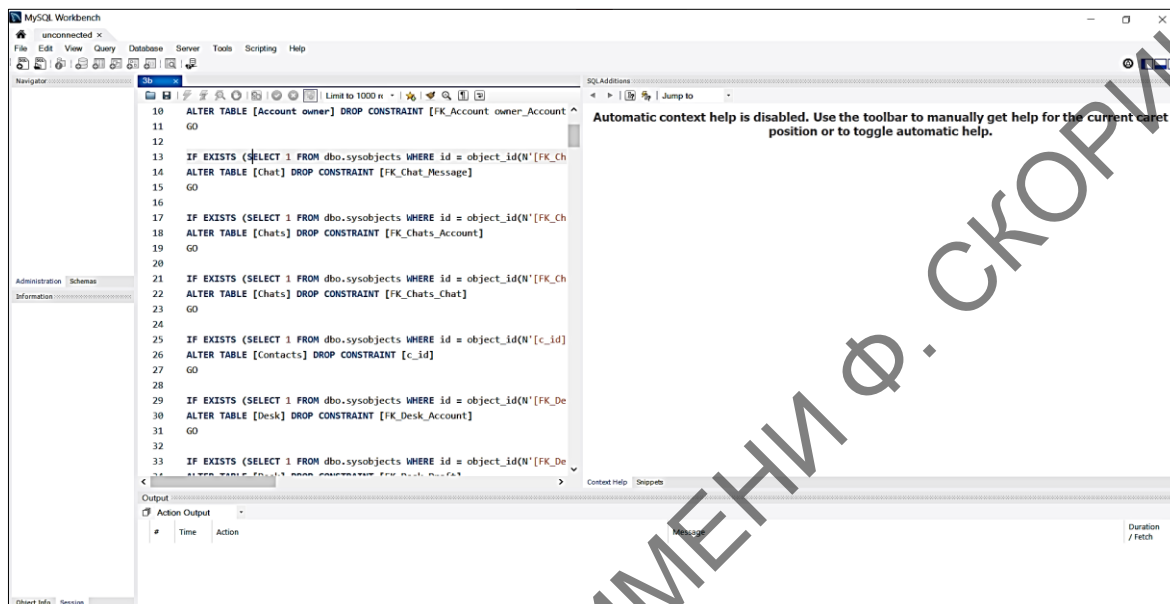 MySQL Workbench
unconnected ×
File Edit View Query Database Server Tools Scripting Help
Navigator
3b ×
SQLAdditions
Limit to 1000 r
Jump to
10 ALTER TABLE [Account owner] DROP CONSTRAINT [FK_Account owner_Account
11 GO
12
13 IF EXISTS (SELECT 1 FROM dbo.sysobjects WHERE id = object_id(N'[FK_Ch
14 ALTER TABLE [Chat] DROP CONSTRAINT [FK_Chat_Message]
15 GO
16
17 IF EXISTS (SELECT 1 FROM dbo.sysobjects WHERE id = object_id(N'[FK_Ch
18 ALTER TABLE [Chats] DROP CONSTRAINT [FK_Chats_Account]
19 GO
20
21 IF EXISTS (SELECT 1 FROM dbo.sysobjects WHERE id = object_id(N'[FK_Ch
22 ALTER TABLE [Chats] DROP CONSTRAINT [FK_Chats_Chat]
23 GO
24
25 IF EXISTS (SELECT 1 FROM dbo.sysobjects WHERE id = object_id(N'[c_id]
26 ALTER TABLE [Contacts] DROP CONSTRAINT [c_id]
27 GO
28
29 IF EXISTS (SELECT 1 FROM dbo.sysobjects WHERE id = object_id(N'[FK_De
30 ALTER TABLE [Desk] DROP CONSTRAINT [FK_Desk_Account]
31 GO
32
33 IF EXISTS (SELECT 1 FROM dbo.sysobjects WHERE id = object_id(N'[FK_De
Automatic context help is disabled. Use the toolbar to manually get help for the current caret
position or to toggle automatic help.
Administration Schemas
Information
Context Help Snippets
Output
Action Output
# Time Action Message Duration
/ Fetch
Object Info Session
ИМЕНИ Ф. СКОРИН